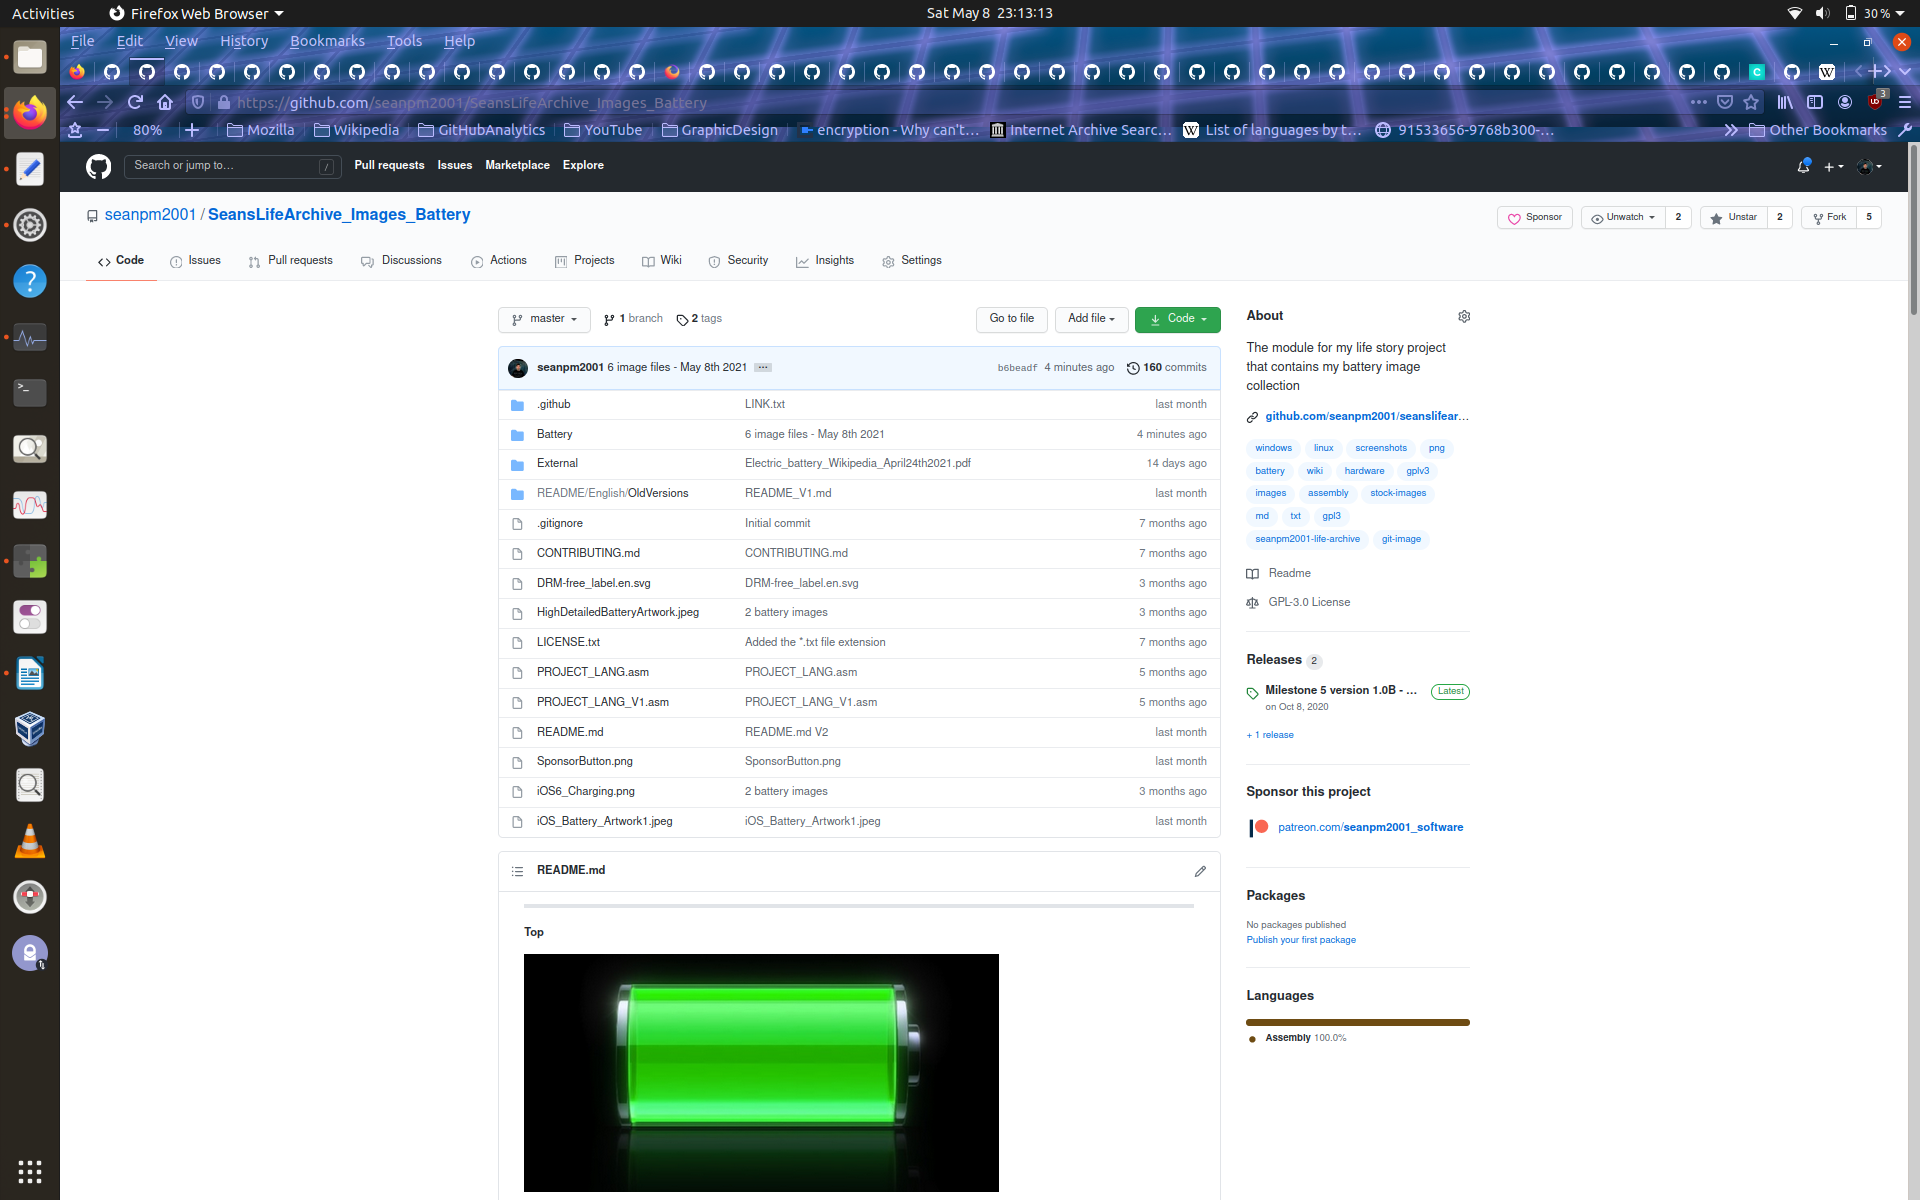 Activities Firefox Web Browser Sat May 8 23:13:13 30 %
File Edit View History Bookmarks Tools Help
https://github.com/seanpm2001/SeansLifeArchive_Images_Battery 3
80% Mozilla Wikipedia GitHubAnalytics YouTube GraphicDesign encryption - Why can't… Internet Archive Searc… List of languages by t… 91533656-9768b300-… Other Bookmarks
Search or jump to… / Pull requests Issues Marketplace Explore
seanpm2001 / SeansLifeArchive_Images_Battery Sponsor Unwatch 2 Unstar 2 Fork 5
Code Issues Pull requests Discussions Actions Projects Wiki Security Insights Settings
master 1 branch 2 tags Go to file Add file Code
seanpm2001 6 image files - May 8th 2021 … b6beadf 4 minutes ago 160 commits
.github LINK.txt last month
Battery 6 image files - May 8th 2021 4 minutes ago
External Electric_battery_Wikipedia_April24th2021.pdf 14 days ago
README/English/OldVersions README_V1.md last month
.gitignore Initial commit 7 months ago
CONTRIBUTING.md CONTRIBUTING.md 7 months ago
DRM-free_label.en.svg DRM-free_label.en.svg 3 months ago
HighDetailedBatteryArtwork.jpeg 2 battery images 3 months ago
LICENSE.txt Added the *.txt file extension 7 months ago
PROJECT_LANG.asm PROJECT_LANG.asm 5 months ago
PROJECT_LANG_V1.asm PROJECT_LANG_V1.asm 5 months ago
README.md README.md V2 last month
SponsorButton.png SponsorButton.png last month
iOS6_Charging.png 2 battery images 3 months ago
iOS_Battery_Artwork1.jpeg iOS_Battery_Artwork1.jpeg last month
README.md
Top
About
The module for my life story project
that contains my battery image
collection
github.com/seanpm2001/seanslifear…
windows linux screenshots png
battery wiki hardware gplv3
images assembly stock-images
md txt gpl3
seanpm2001-life-archive git-image
Readme
GPL-3.0 License
Releases 2
Milestone 5 version 1.0B - … Latest
on Oct 8, 2020
+ 1 release
Sponsor this project
patreon.com/seanpm2001_software
Packages
No packages published
Publish your first package
Languages
Assembly 100.0%